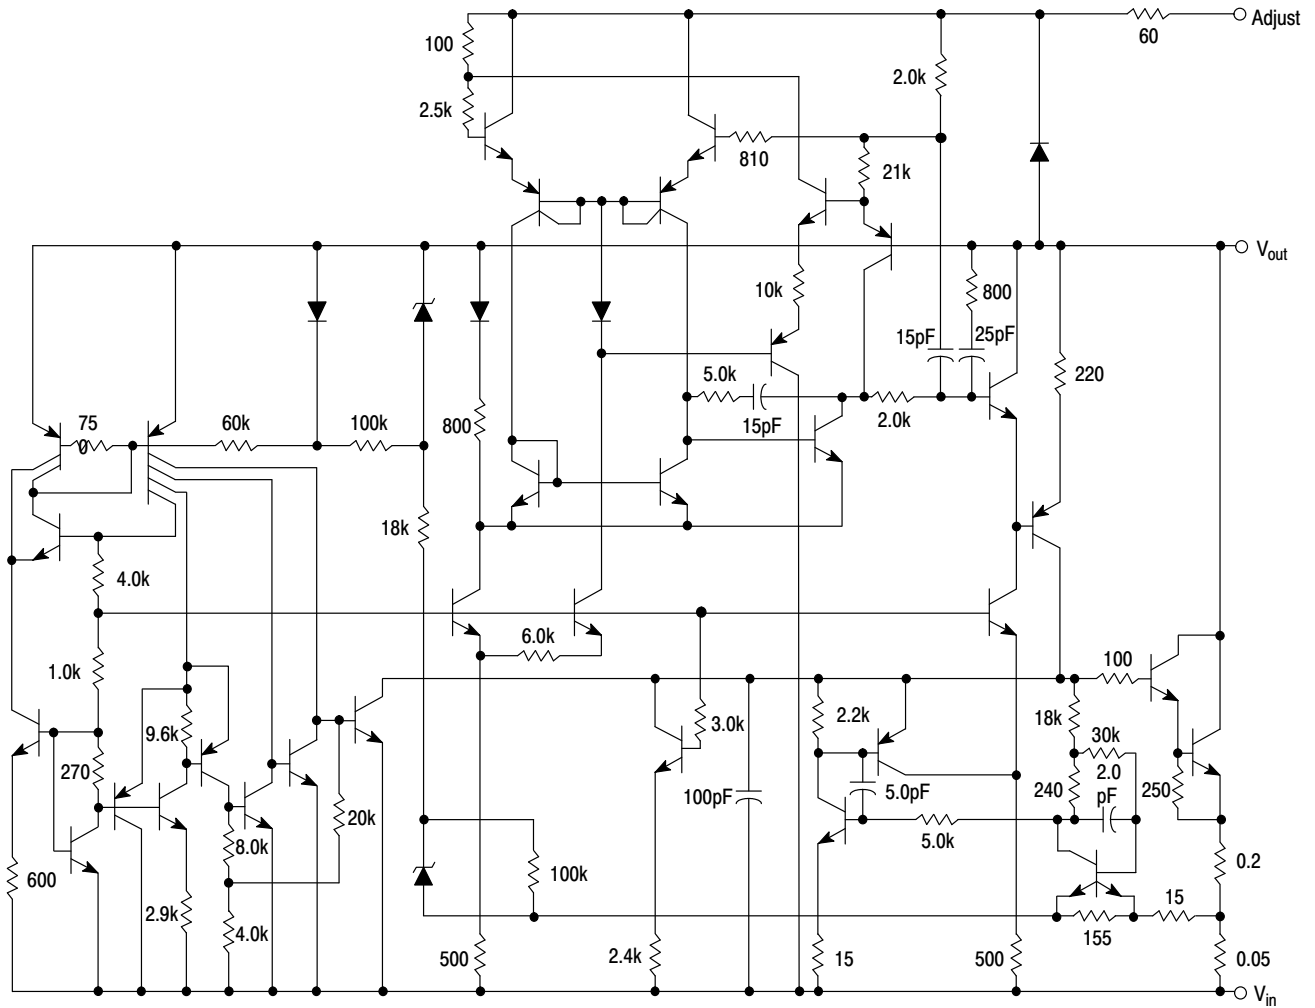 Adjust
60
100
2.0k
2.5k
810
21k
V_out
10k
800
15pF
25pF
5.0k
220
75
0
60k
100k
800
15pF
2.0k
18k
4.0k
6.0k
1.0k
100
9.6k
3.0k
2.2k
18k
30k
270
2.0
pF
100pF
5.0pF
240
250
20k
8.0k
5.0k
600
100k
0.2
15
2.9k
4.0k
155
500
2.4k
15
500
0.05
V_in